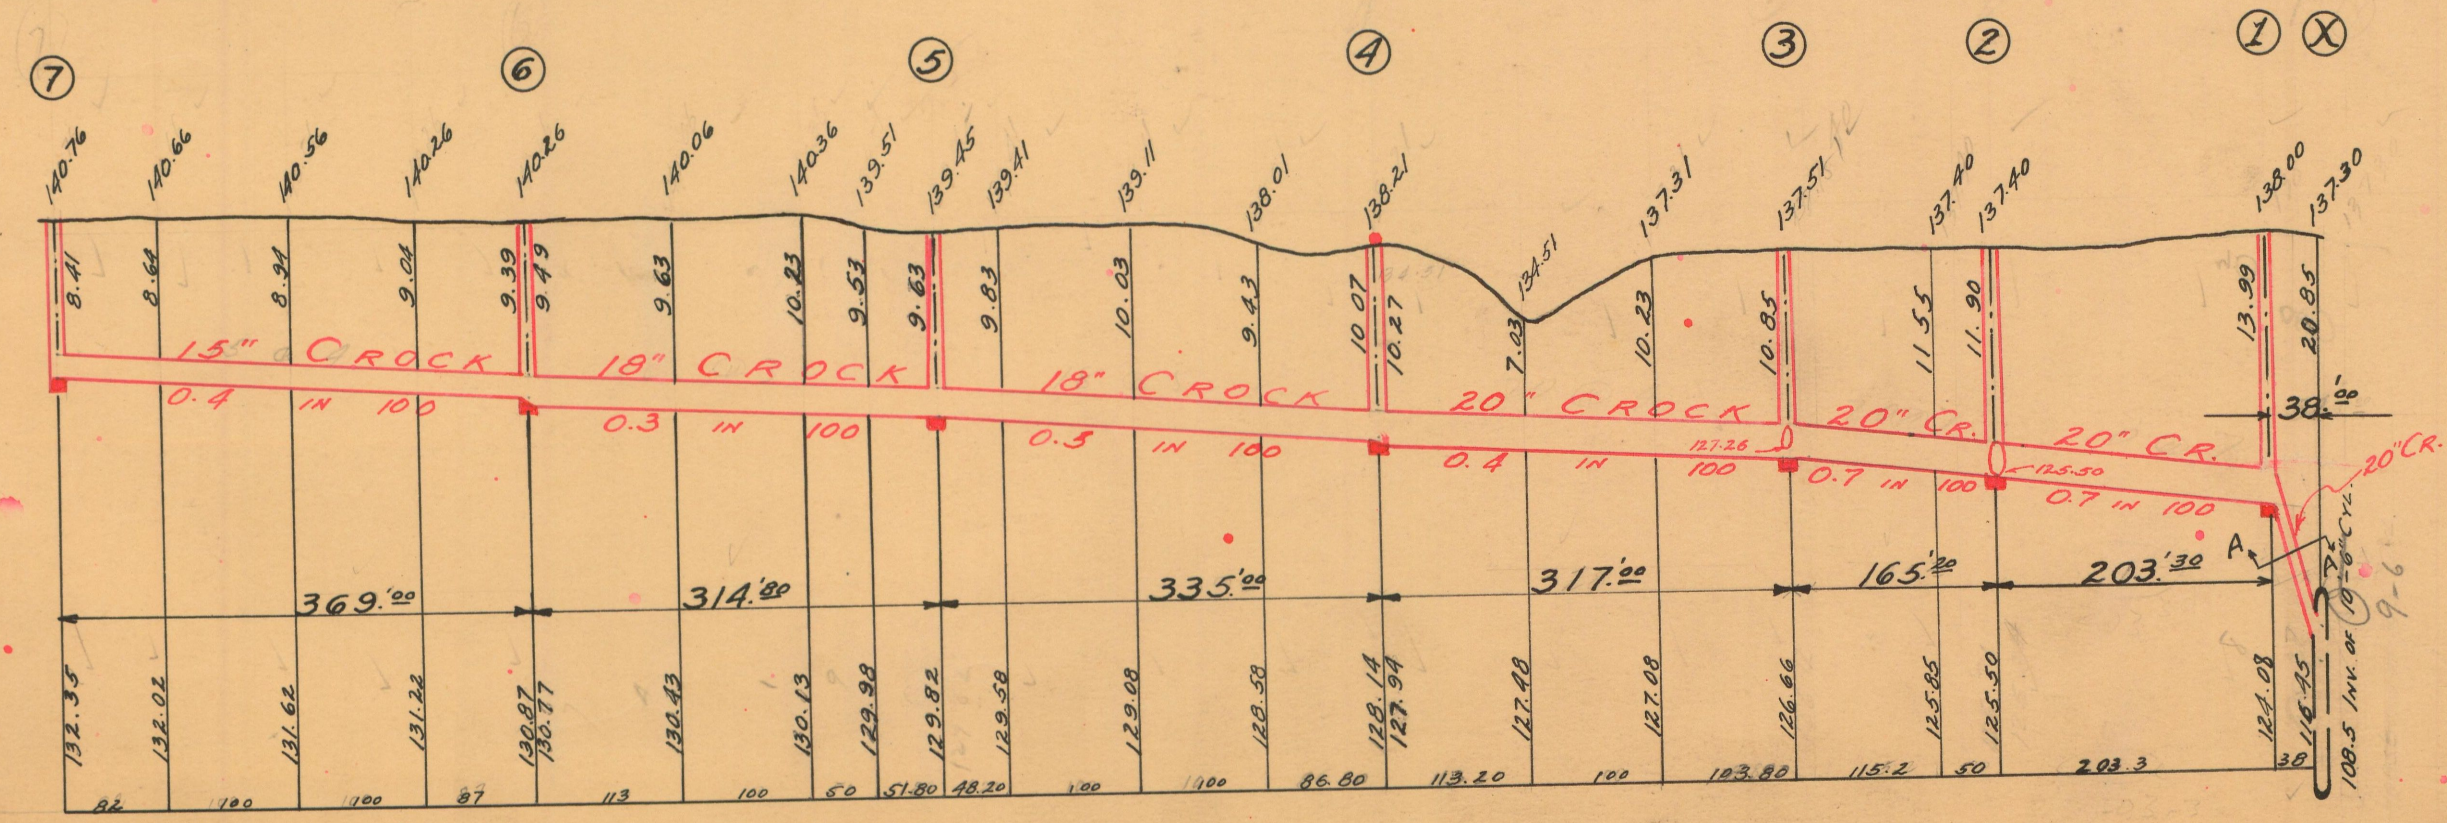 7 6 5 4 3 2 1 X
140.76 140.66 140.56 140.26 140.26 140.06 140.36 139.51 139.45 139.41 139.11 138.01 138.21 134.51 137.31 137.51 137.40 137.40 138.00 137.30
8.41 8.64 8.94 9.04 9.39 9.49 9.63 10.23 9.53 9.63 9.83 10.03 9.43 10.07 10.27 7.03 10.23 10.85 11.55 11.90 13.99 20.85
15" CROCK
18" CROCK
18" CROCK
20" CROCK
20" CR.
20" CR.
38.'00
20" CR.
0.4 IN 100
0.3 IN 100
0.5 IN 100
0.4 IN 100
127.26
0.7 IN 100
125.50
0.7 IN 100
A
A
369.'00 314.'80 335.'00 317.'00 165.'20 203.'30
132.35 132.02 131.62 131.22 130.87 130.77 130.43 130.13 129.98 129.82 129.58 129.08 128.58 128.14 127.94 127.48 127.08 126.66 125.85 125.50 124.08 116.45
108.5 INV. OF 10'-6" CYL.
9-6
82 100 100 87 113 100 50 51.80 48.20 100 100 86.80 113.20 100 103.80 115.2 50 203.3 38